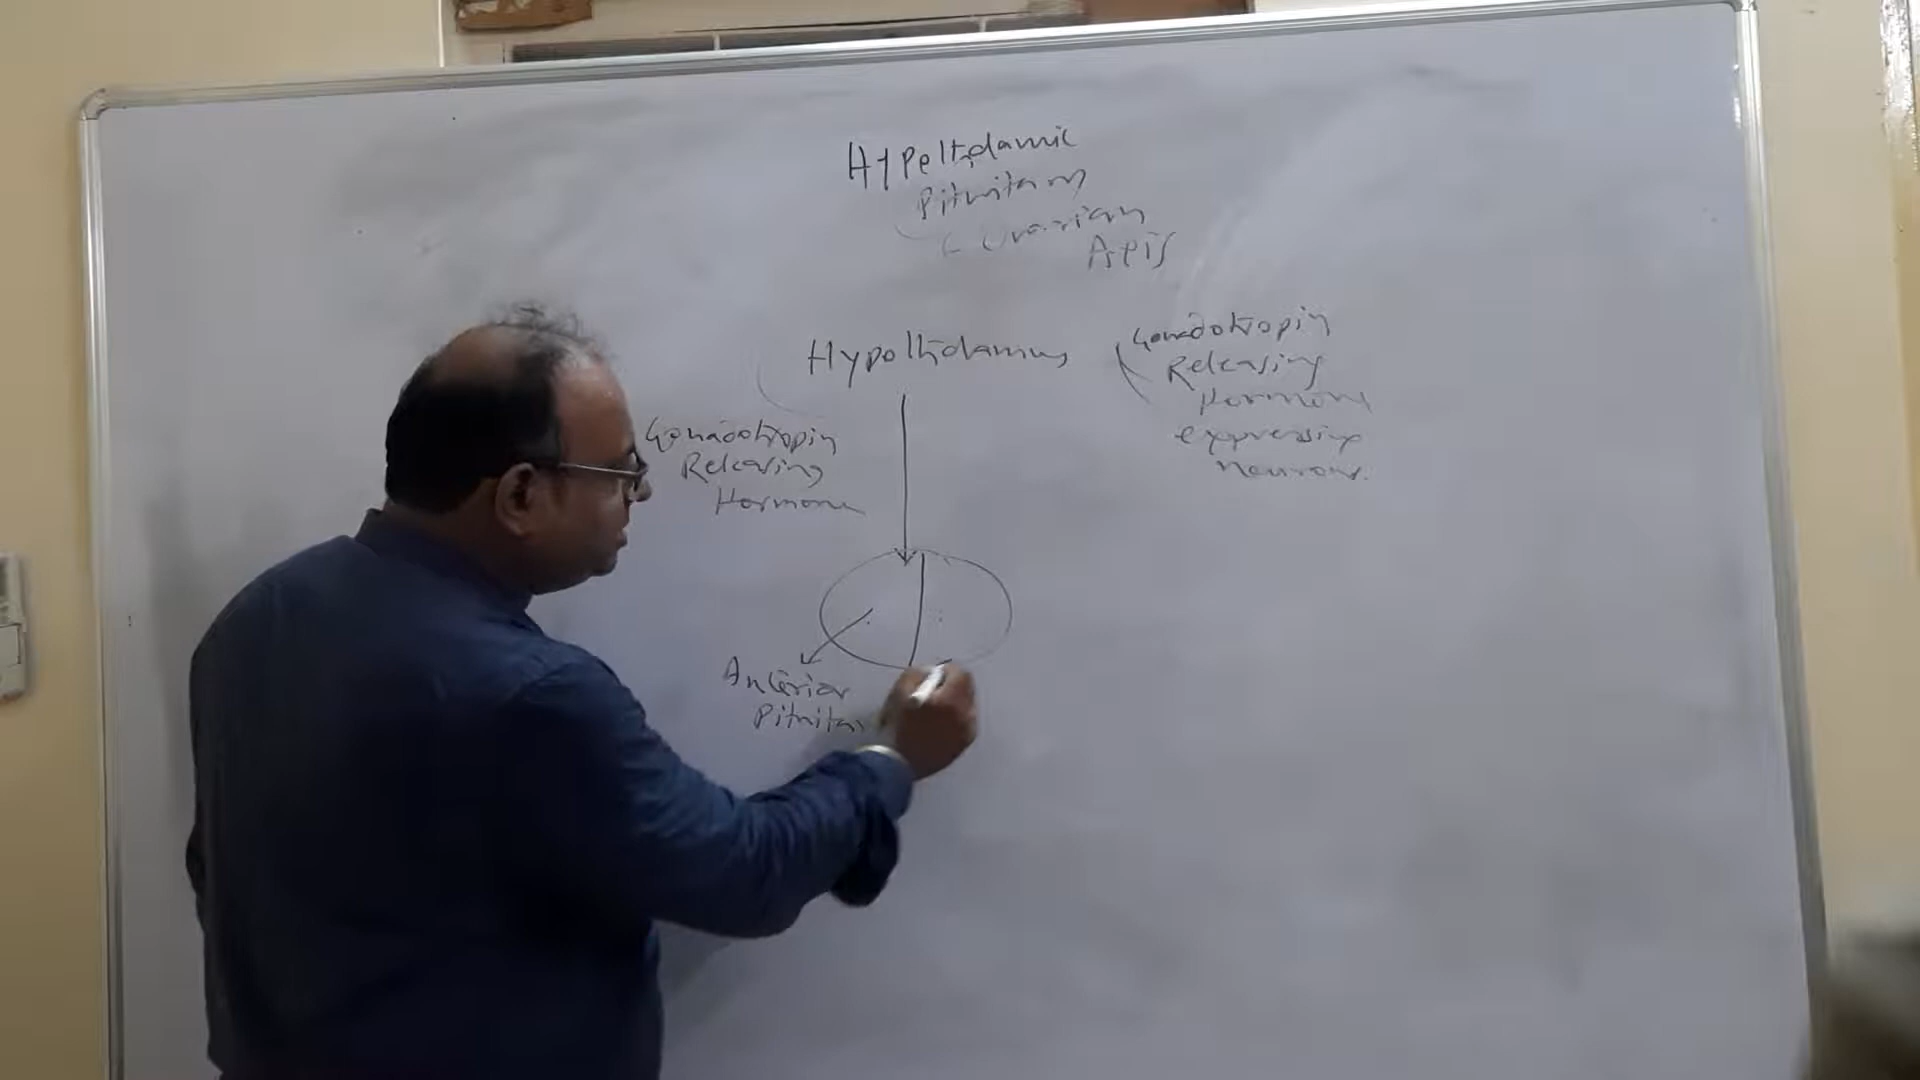 Hypothalamic
Pituitary
Ovarian
Axis
Hypothalamus
Gonadotropin
Releasing
Hormone
Gonadotropin
Releasing
Hormone
expressing
neurons.
Anterior
Pituitary